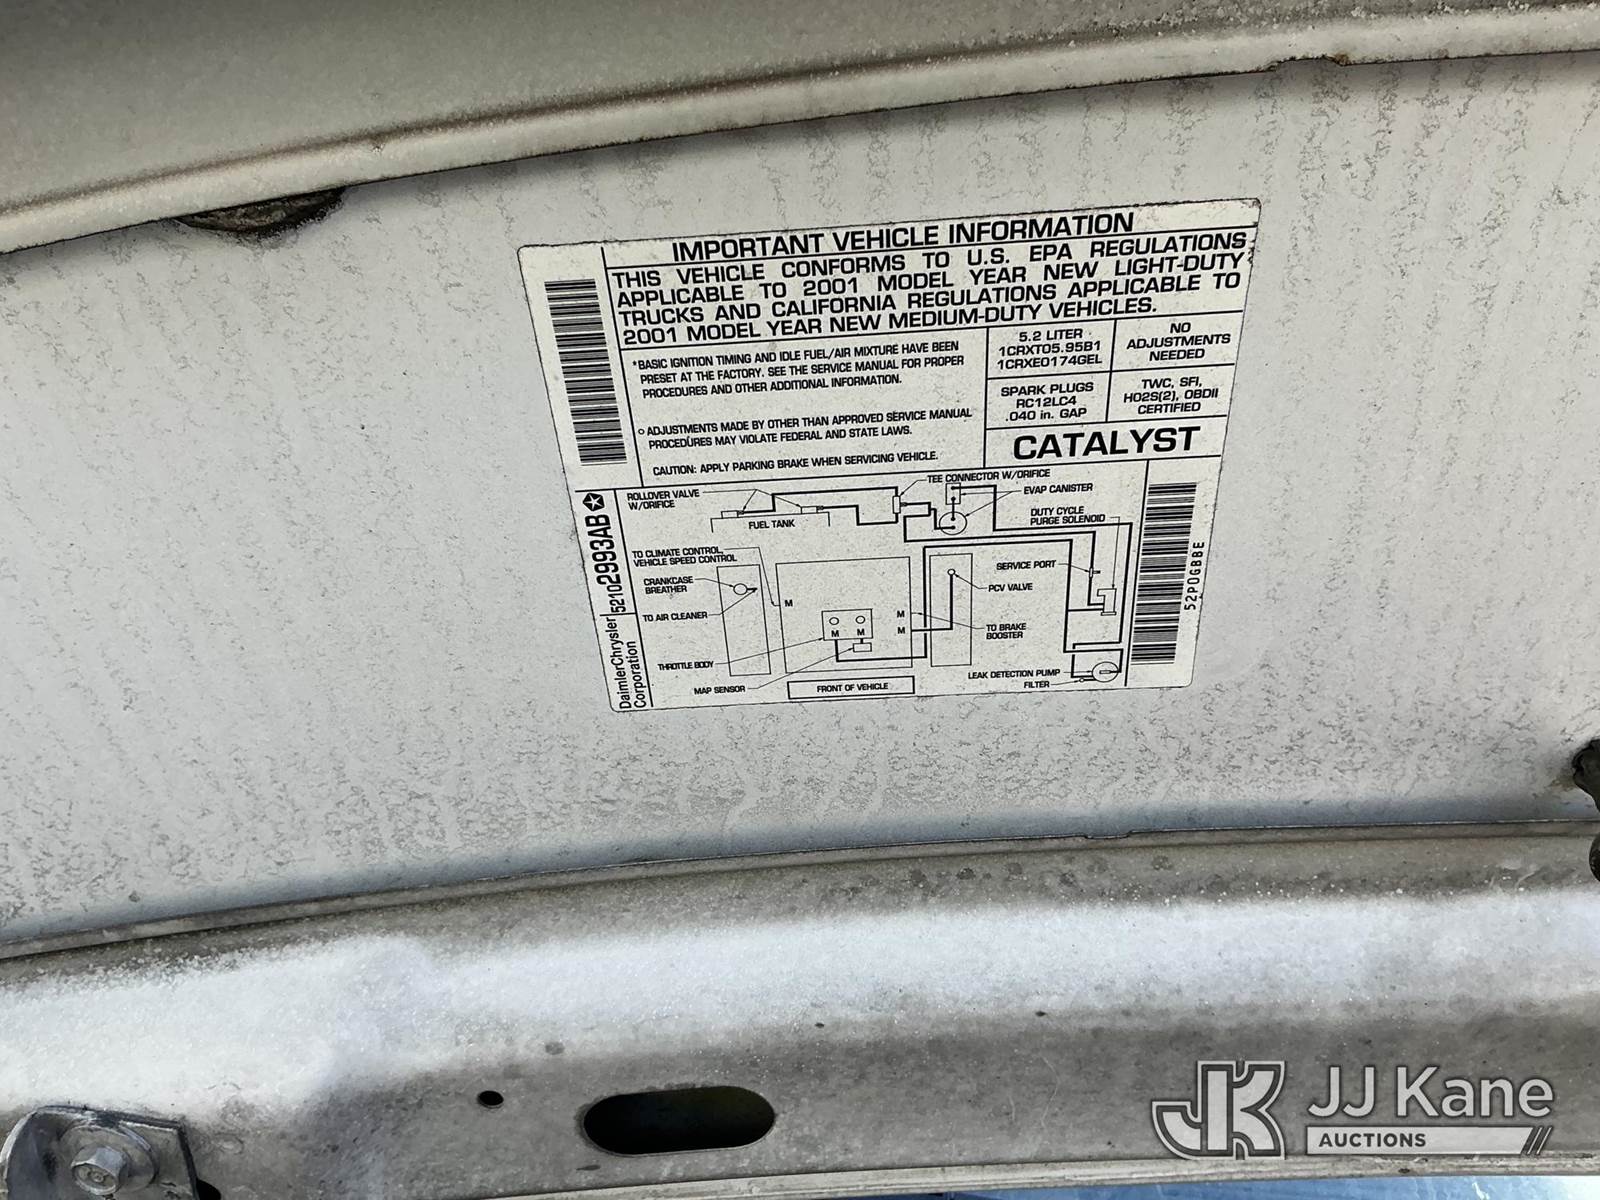 IMPORTANT VEHICLE INFORMATION
THIS VEHICLE CONFORMS TO U.S. EPA REGULATIONS
APPLICABLE TO 2001 MODEL YEAR NEW LIGHT-DUTY
TRUCKS AND CALIFORNIA REGULATIONS APPLICABLE TO
2001 MODEL YEAR NEW MEDIUM-DUTY VEHICLES.
*BASIC IGNITION TIMING AND IDLE FUEL/AIR MIXTURE HAVE BEEN
PRESET AT THE FACTORY. SEE THE SERVICE MANUAL FOR PROPER
PROCEDURES AND OTHER ADDITIONAL INFORMATION.
○ ADJUSTMENTS MADE BY OTHER THAN APPROVED SERVICE MANUAL
PROCEDURES MAY VIOLATE FEDERAL AND STATE LAWS.
CAUTION: APPLY PARKING BRAKE WHEN SERVICING VEHICLE.
5.2 LITER
1CRXT05.95B1
1CRXE0174GEL
NO
ADJUSTMENTS
NEEDED
SPARK PLUGS
RC12LC4
.040 in. GAP
TWC, SFI,
HO2S(2), OBDII
CERTIFIED
CATALYST
ROLLOVER VALVE
W/ORIFICE
FUEL TANK
TEE CONNECTOR W/ORIFICE
EVAP CANISTER
DUTY CYCLE
PURGE SOLENOID
TO CLIMATE CONTROL,
VEHICLE SPEED CONTROL
CRANKCASE
BREATHER
TO AIR CLEANER
THROTTLE BODY
MAP SENSOR
M
M
M
M
M
SERVICE PORT
PCV VALVE
TO BRAKE
BOOSTER
LEAK DETECTION PUMP
FILTER
FRONT OF VEHICLE
DaimlerChrysler
Corporation
52102993AB
52POGBBE
JK
JJ Kane
AUCTIONS